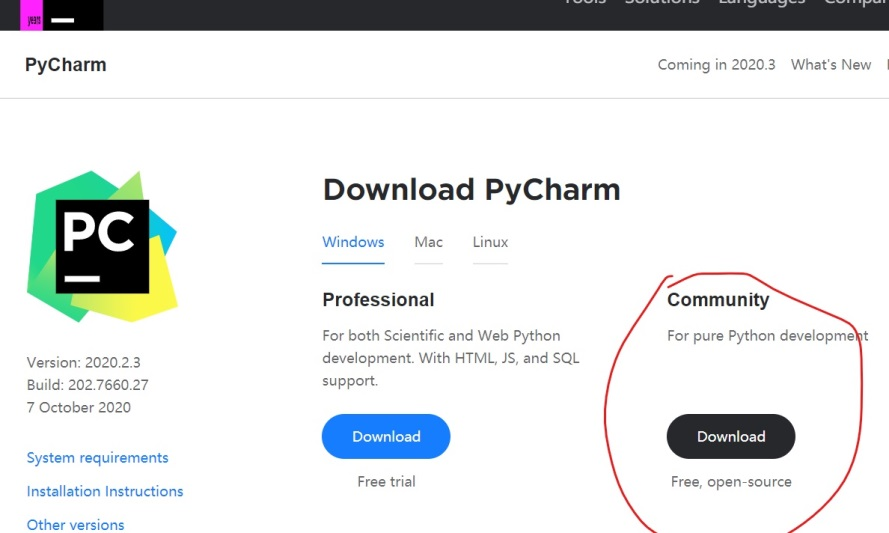 years
Tools Solutions Languages
PyCharm
Coming in 2020.3 What's New
PC
Download PyCharm
Windows Mac Linux
Professional
For both Scientific and Web Python
development. With HTML, JS, and SQL
support.
Download
Free trial
Community
For pure Python development
Download
Free, open-source
Version: 2020.2.3
Build: 202.7660.27
7 October 2020
System requirements
Installation Instructions
Other versions